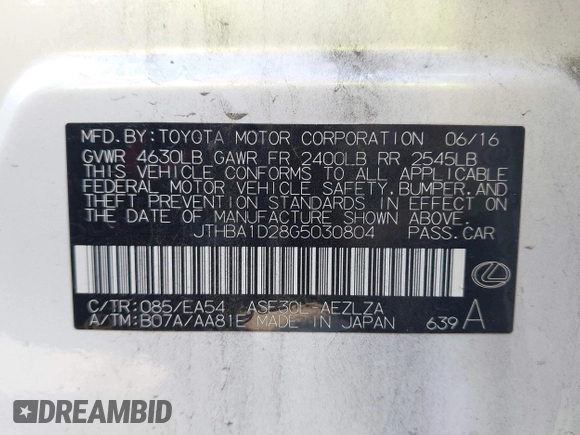 MFD. BY: TOYOTA MOTOR CORPORATION 06/16
GVWR 4630LB GAWR FR 2400LB RR 2545LB
THIS VEHICLE CONFORMS TO ALL APPLICABLE
FEDERAL MOTOR VEHICLE SAFETY, BUMPER, AND
THEFT PREVENTION STANDARDS IN EFFECT ON
THE DATE OF MANUFACTURE SHOWN ABOVE.
JTHBA1D28G5030804 PASS. CAR
C/TR: 085/EA54 ASE30L-AEZLZA
A/TM: B07A/AA81E MADE IN JAPAN 639 A
DREAMBID